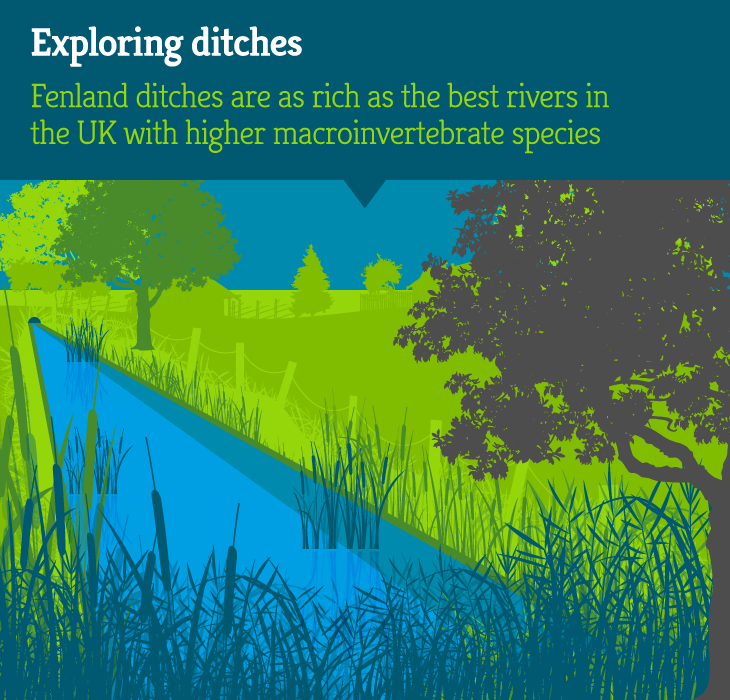 Exploring ditches
Fenland ditches are as rich as the best rivers in
the UK with higher macroinvertebrate species